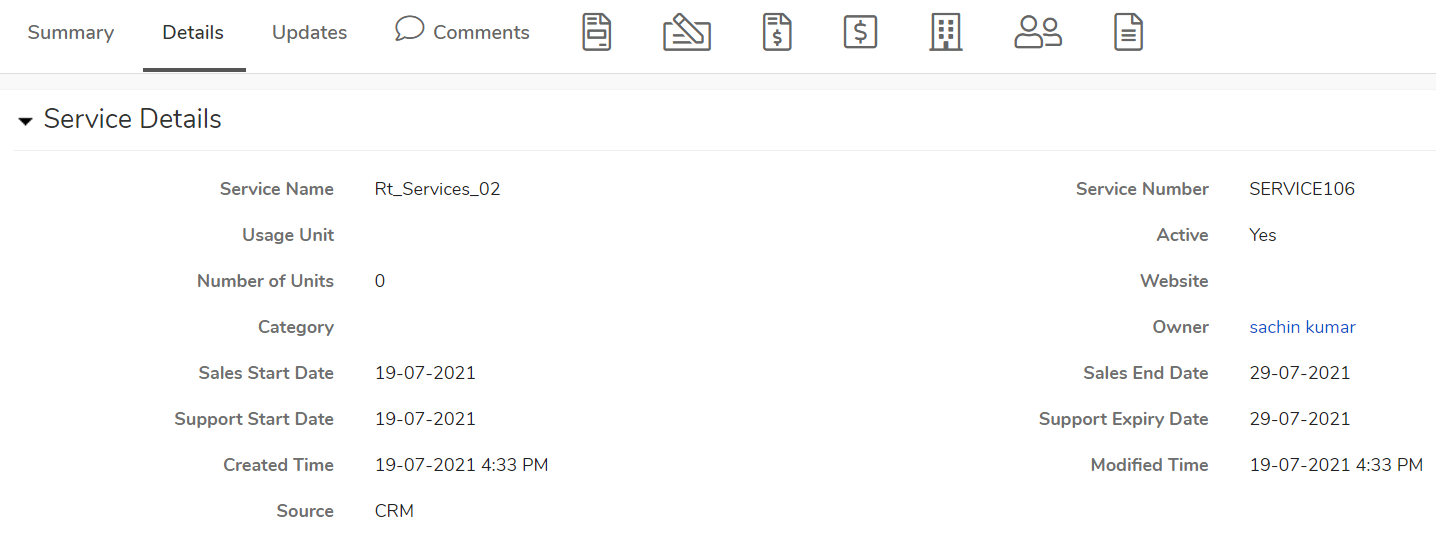 Summary Details Updates Comments
Service Details
Service Name Rt_Services_02 Service Number SERVICE106
Usage Unit Active Yes
Number of Units 0 Website
Category Owner sachin kumar
Sales Start Date 19-07-2021 Sales End Date 29-07-2021
Support Start Date 19-07-2021 Support Expiry Date 29-07-2021
Created Time 19-07-2021 4:33 PM Modified Time 19-07-2021 4:33 PM
Source CRM